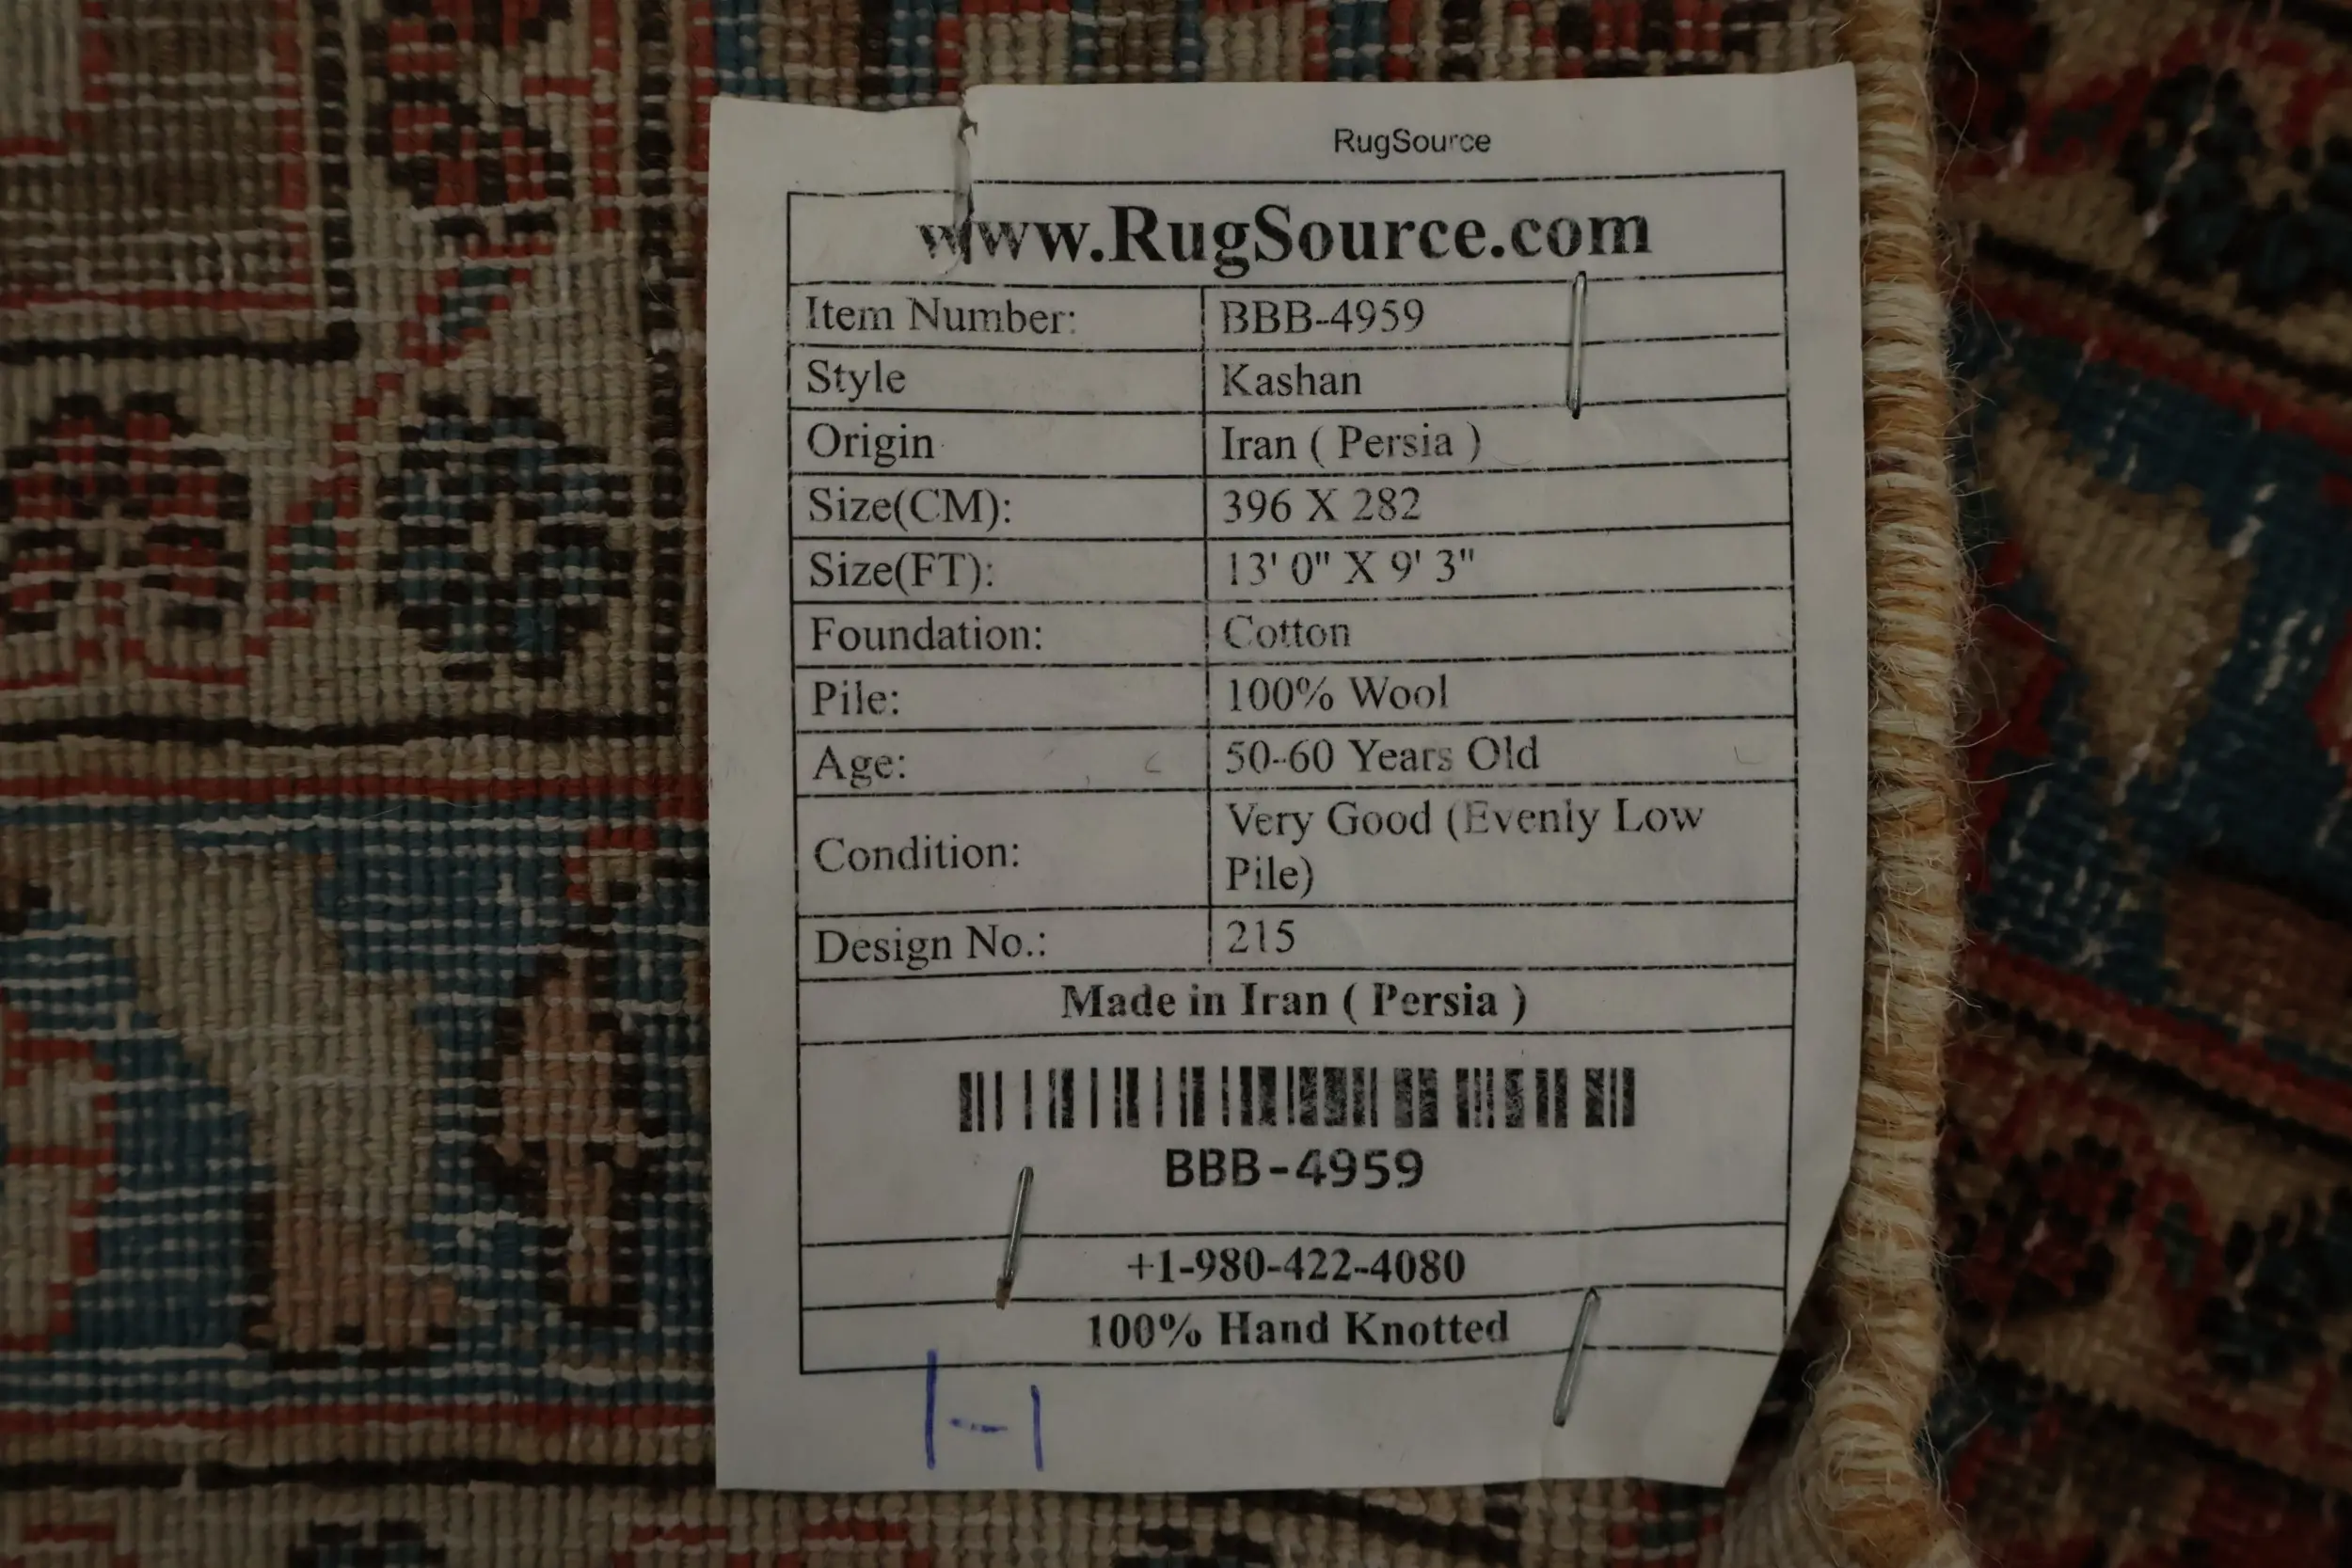 RugSource
www.RugSource.com
Item Number: BBB-4959
Style Kashan
Origin Iran ( Persia )
Size(CM): 396 X 282
Size(FT): 13' 0" X 9' 3"
Foundation: Cotton
Pile: 100% Wool
Age: 50-60 Years Old
Condition: Very Good (Evenly Low
Pile)
Design No.: 215
Made in Iran ( Persia )
BBB-4959
+1-980-422-4080
100% Hand Knotted
1-1